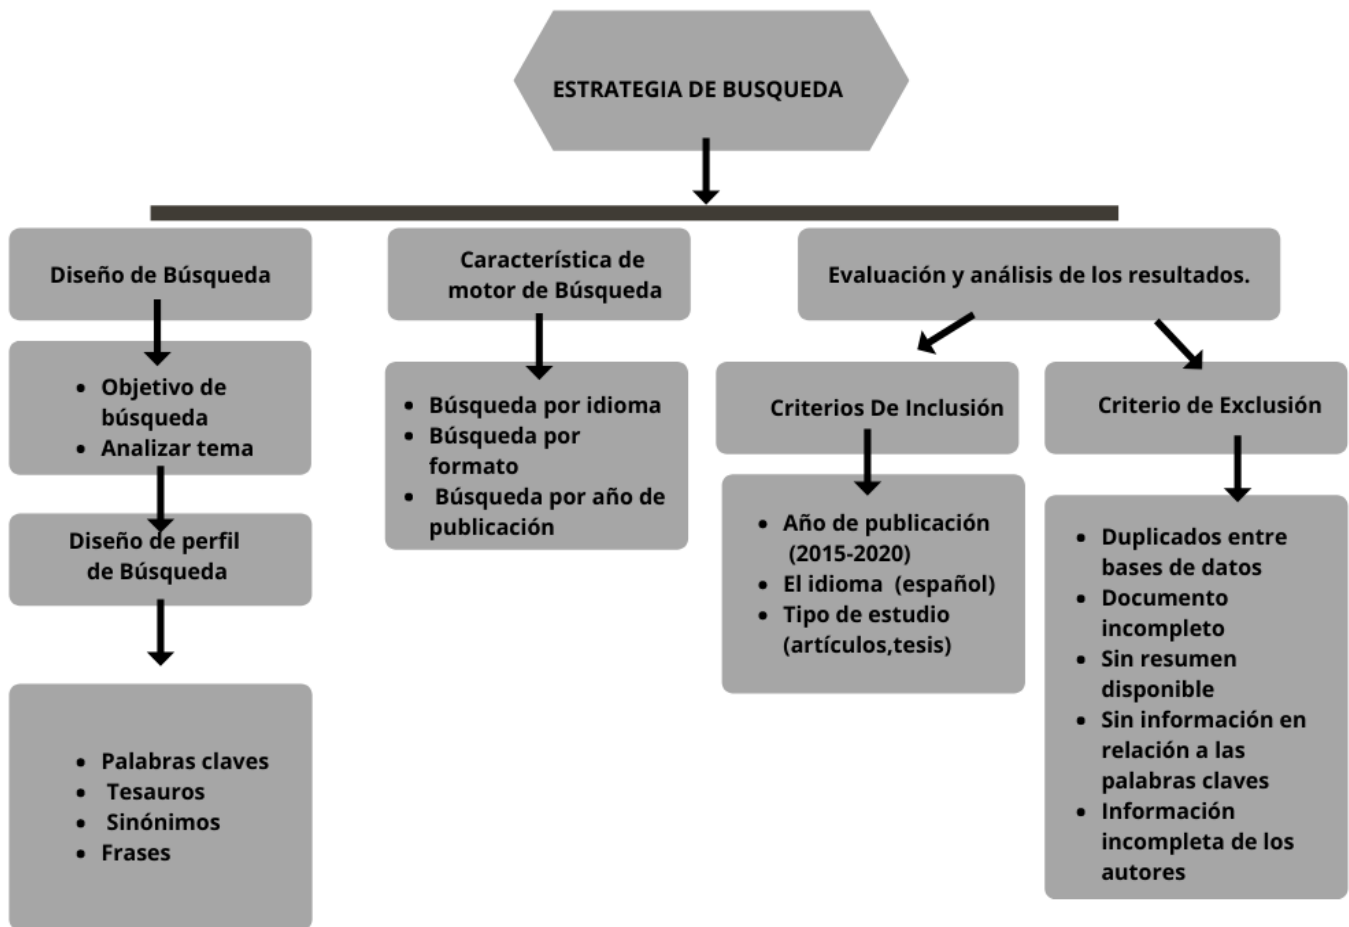 ESTRATEGIA DE BUSQUEDA
Diseño de Búsqueda
• Objetivo de
búsqueda
• Analizar tema
Diseño de perfil
de Búsqueda
• Palabras claves
• Tesauros
• Sinónimos
• Frases
Característica de
motor de Búsqueda
• Búsqueda por idioma
• Búsqueda por
formato
• Búsqueda por año de
publicación
Evaluación y análisis de los resultados.
Criterios De Inclusión
• Año de publicación
(2015-2020)
• El idioma (español)
• Tipo de estudio
(artículos,tesis)
Criterio de Exclusión
• Duplicados entre
bases de datos
• Documento
incompleto
• Sin resumen
disponible
• Sin información en
relación a las
palabras claves
• Información
incompleta de los
autores